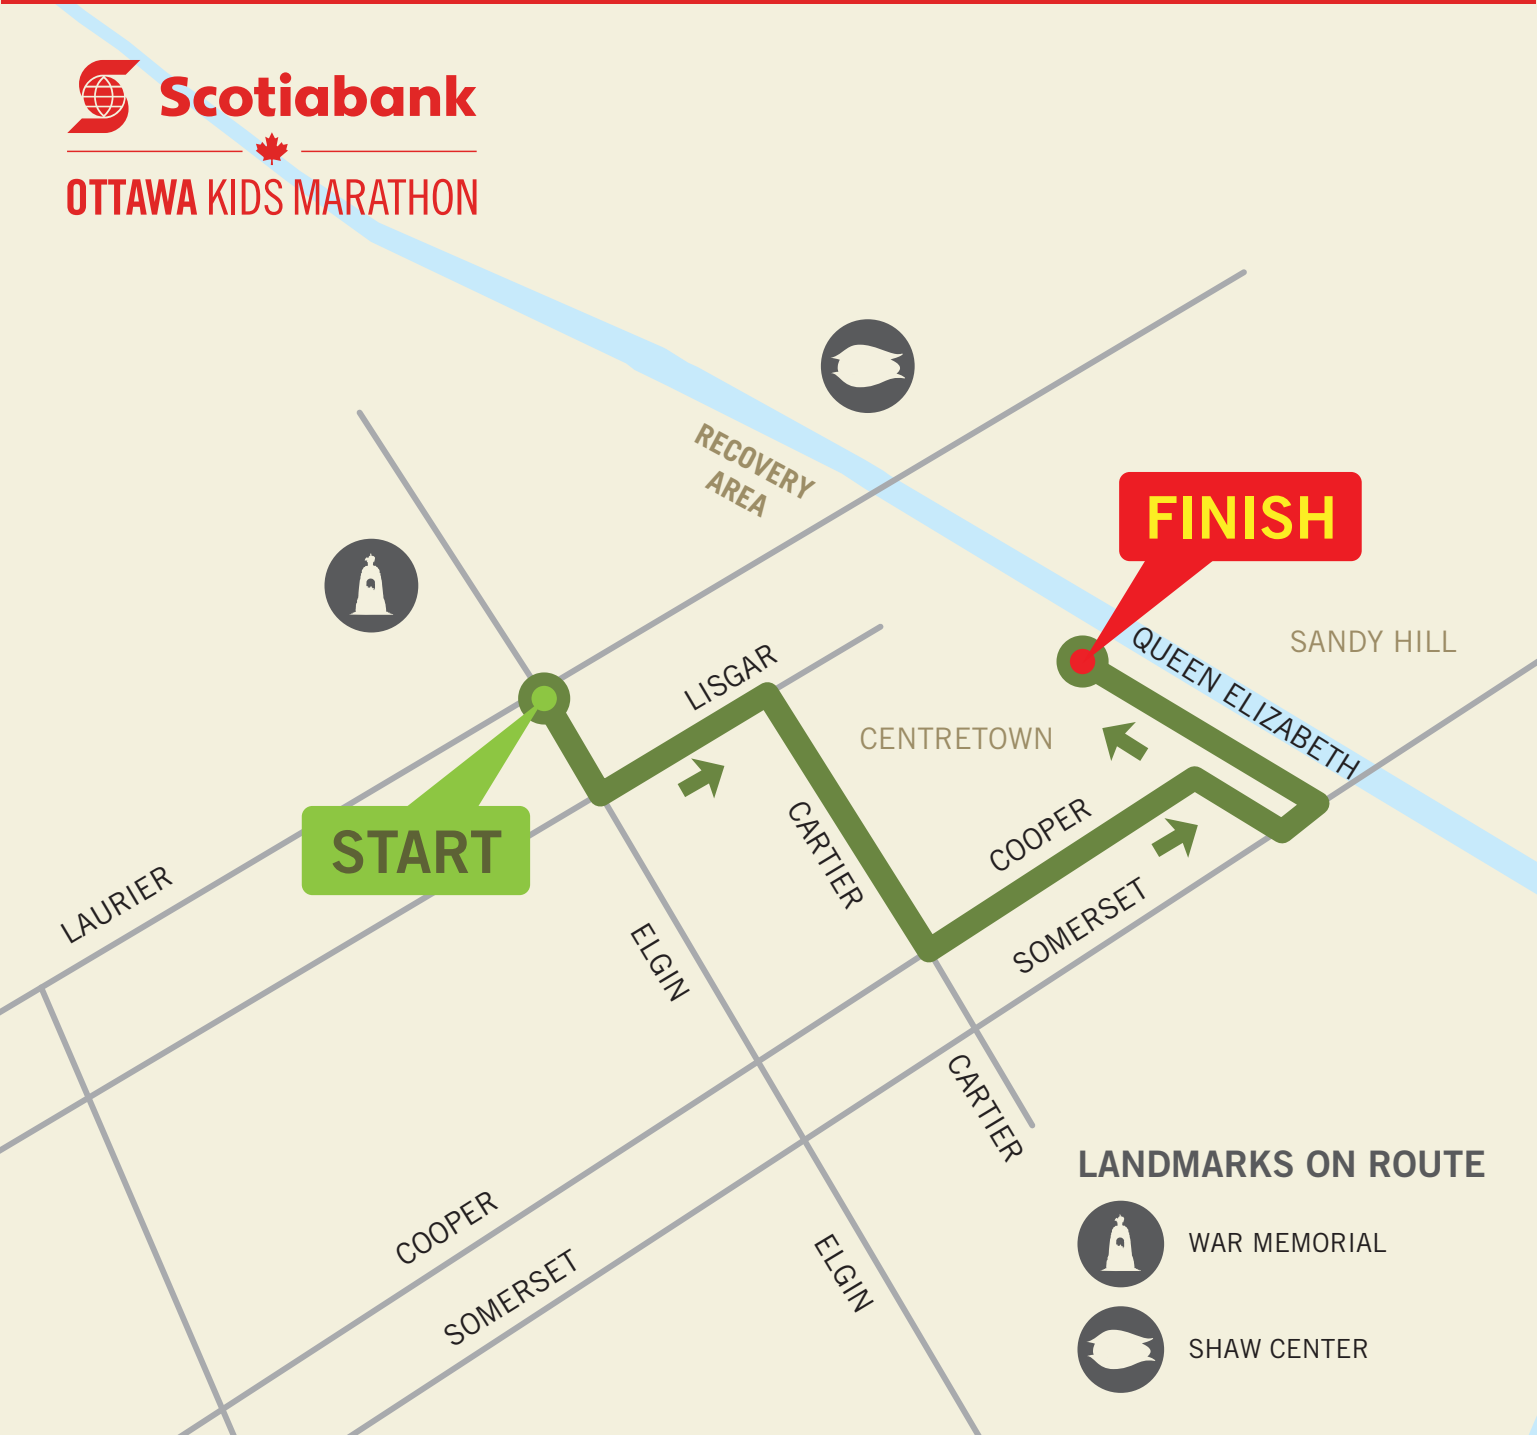 Scotiabank
OTTAWA KIDS MARATHON
RECOVERY
AREA
FINISH
QUEEN ELIZABETH
SANDY HILL
LISGAR
CENTRETOWN
CARTIER
COOPER
START
LAURIER
SOMERSET
ELGIN
CARTIER
COOPER
SOMERSET
ELGIN
LANDMARKS ON ROUTE
WAR MEMORIAL
SHAW CENTER